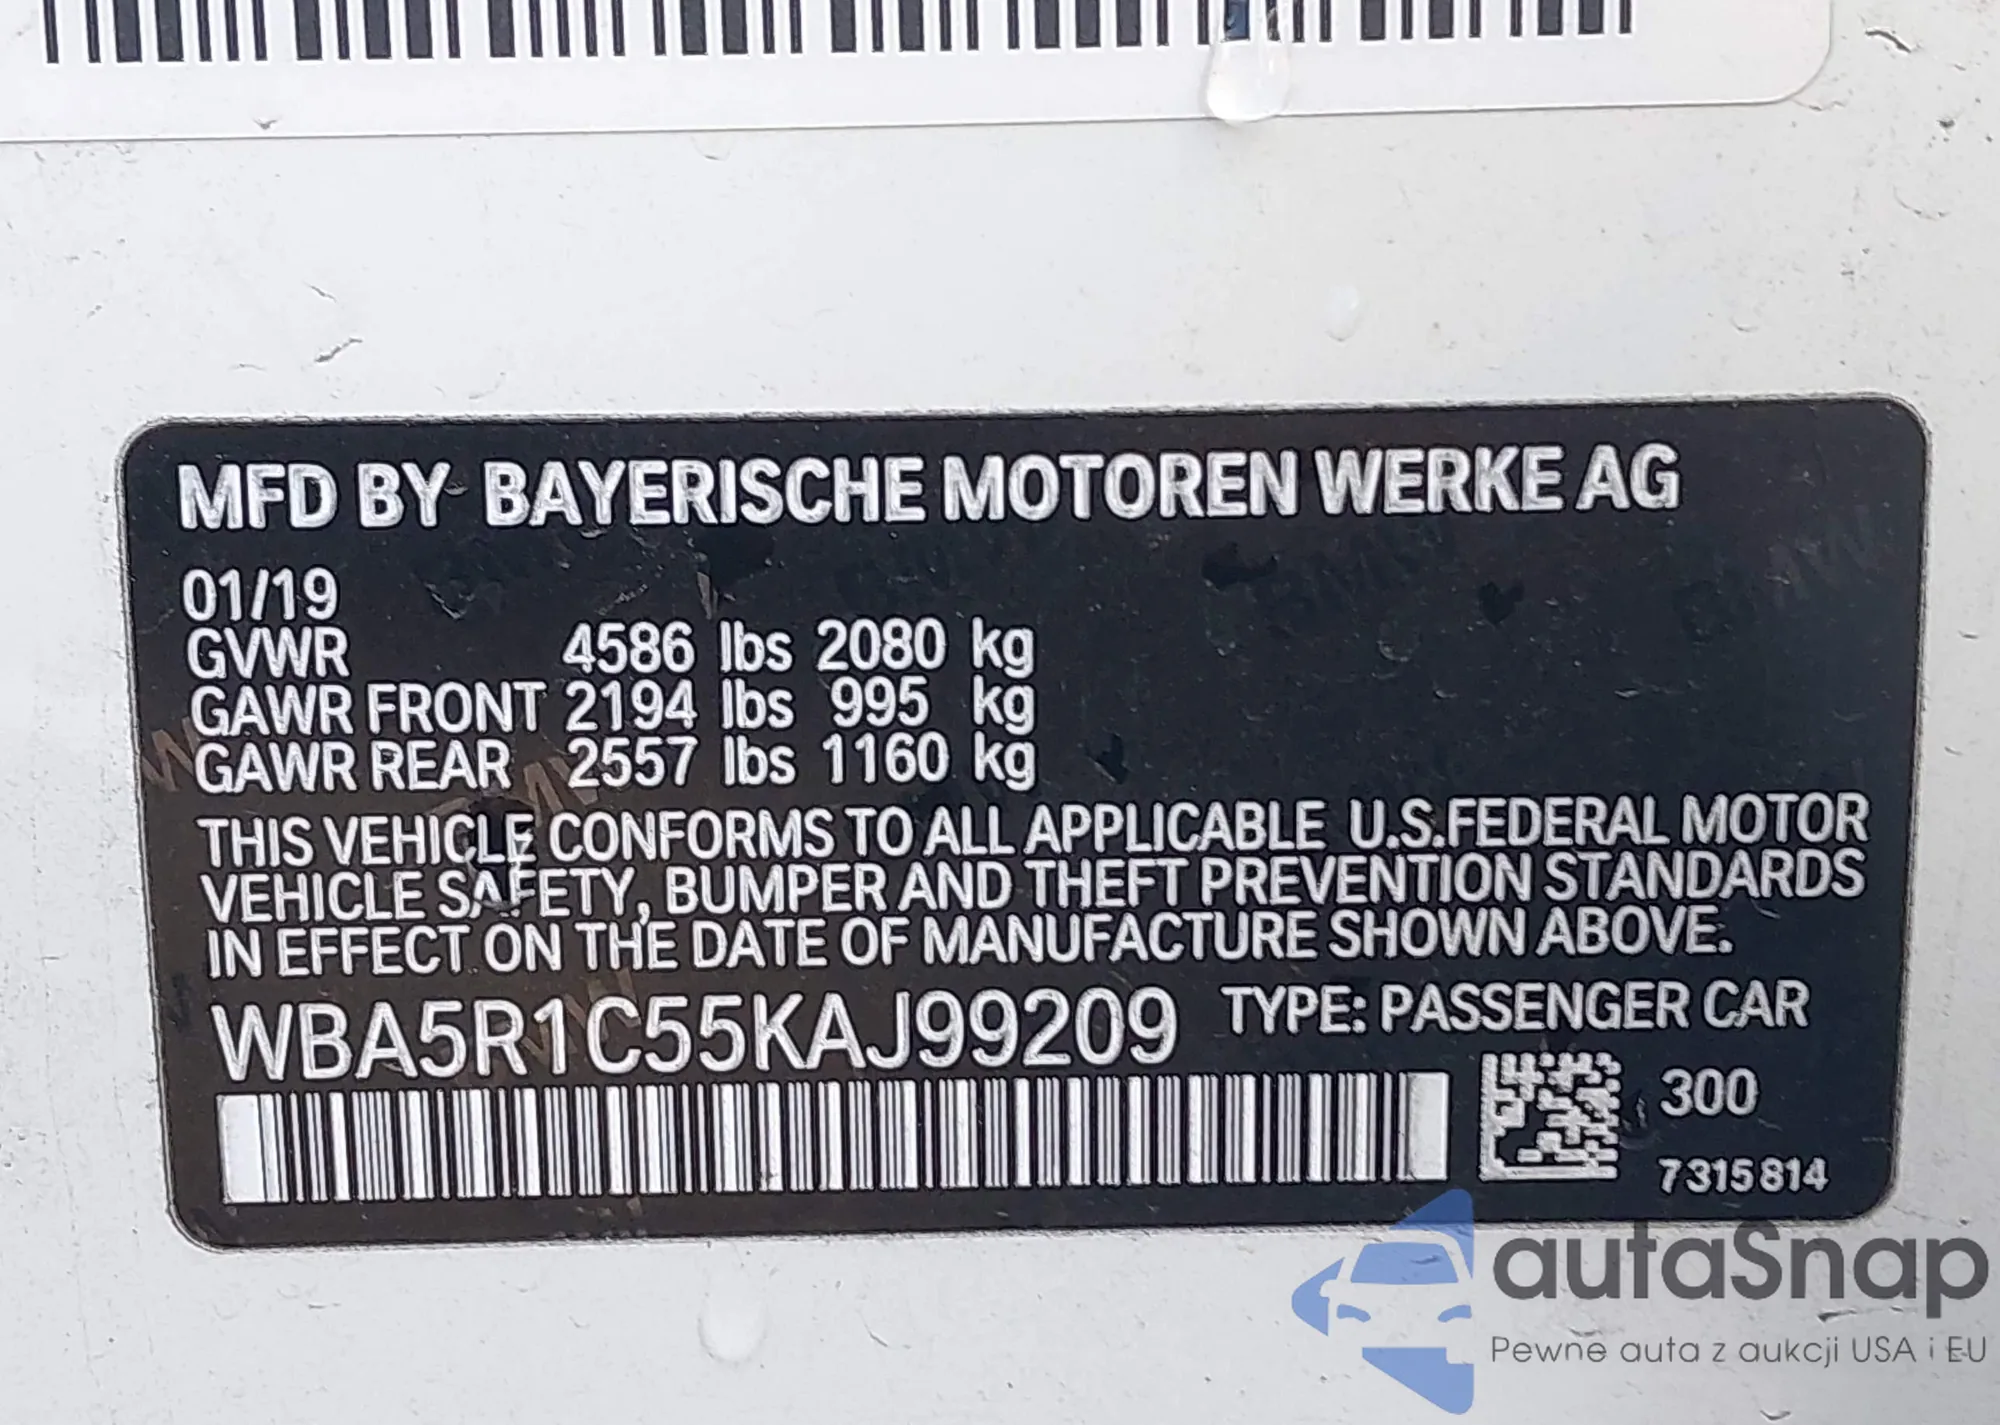 MFD BY BAYERISCHE MOTOREN WERKE AG
01/19
GVWR 4586 lbs 2080 kg
GAWR FRONT 2194 lbs 995 kg
GAWR REAR 2557 lbs 1160 kg
THIS VEHICLE CONFORMS TO ALL APPLICABLE U.S.FEDERAL MOTOR
VEHICLE SAFETY, BUMPER AND THEFT PREVENTION STANDARDS
IN EFFECT ON THE DATE OF MANUFACTURE SHOWN ABOVE.
WBA5R1C55KAJ99209 TYPE: PASSENGER CAR
300
7315814
autaSnap
Pewne auta z aukcji USA i EU